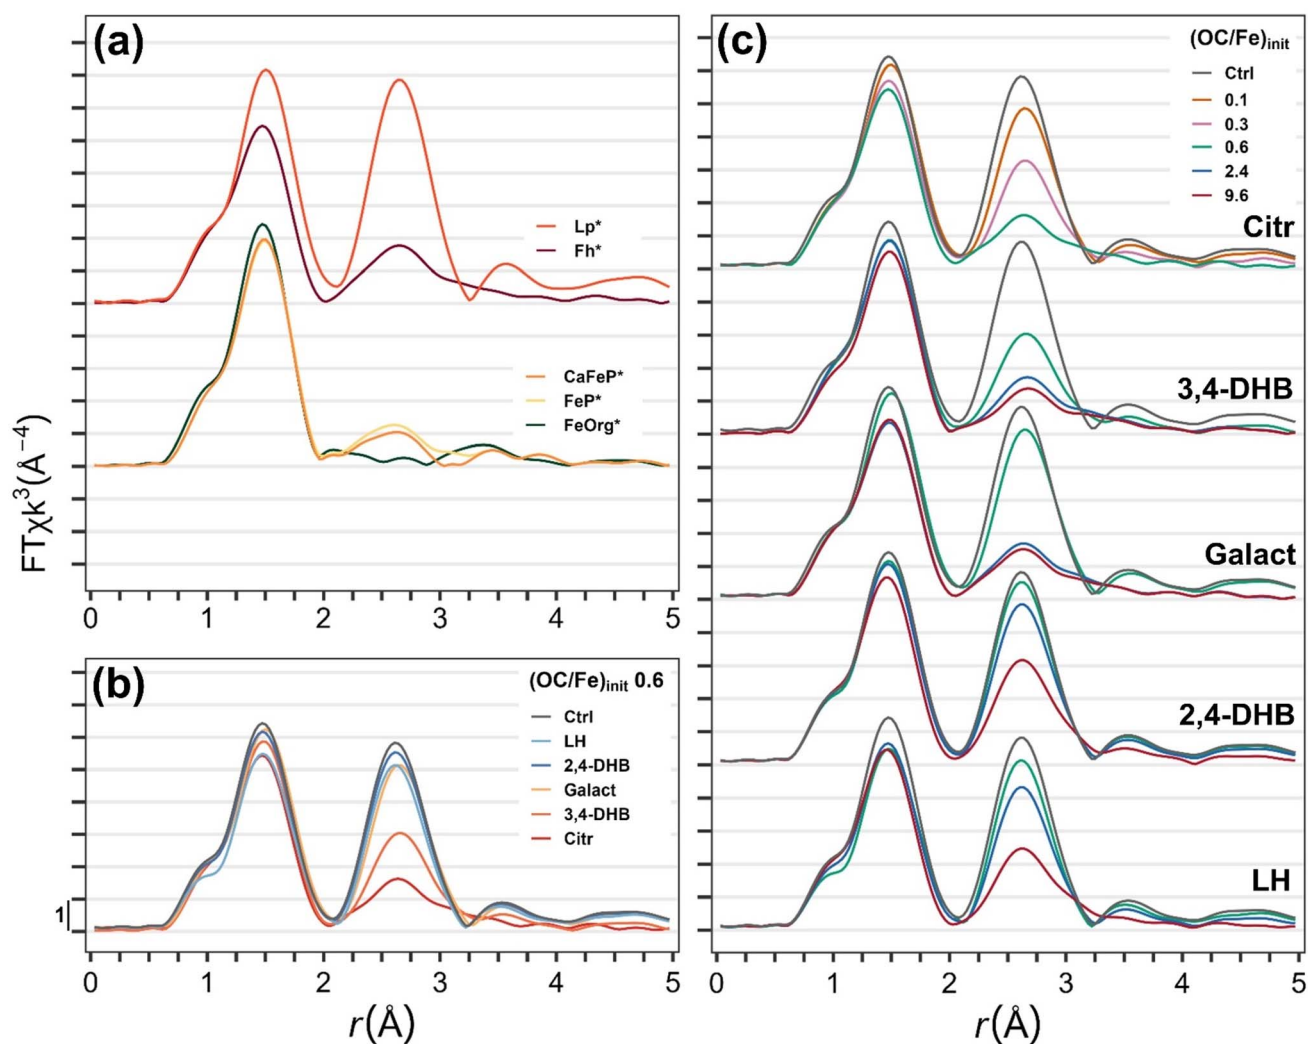 (a)
Lp*
Fh*
CaFeP*
FeP*
FeOrg*
0 1 2 3 4 5
FTχk³(Å⁻⁴)
(b)
(OC/Fe)init 0.6
Ctrl
LH
2,4-DHB
Galact
3,4-DHB
Citr
1
0 1 2 3 4 5
r(Å)
(c)
(OC/Fe)init
Ctrl
0.1
0.3
0.6
2.4
9.6
Citr
3,4-DHB
Galact
2,4-DHB
LH
0 1 2 3 4 5
r(Å)